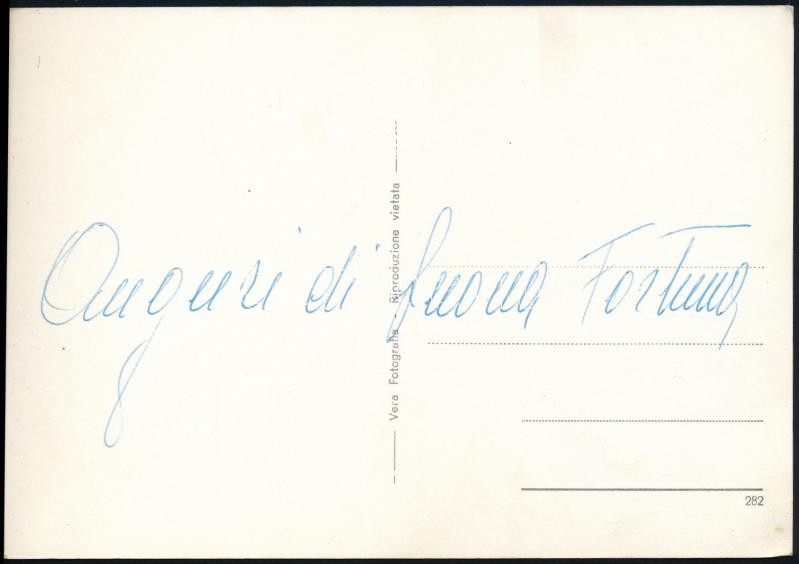 Auguri di buona Fortuna
Vera Fotografia - Riproduzione vietata
282